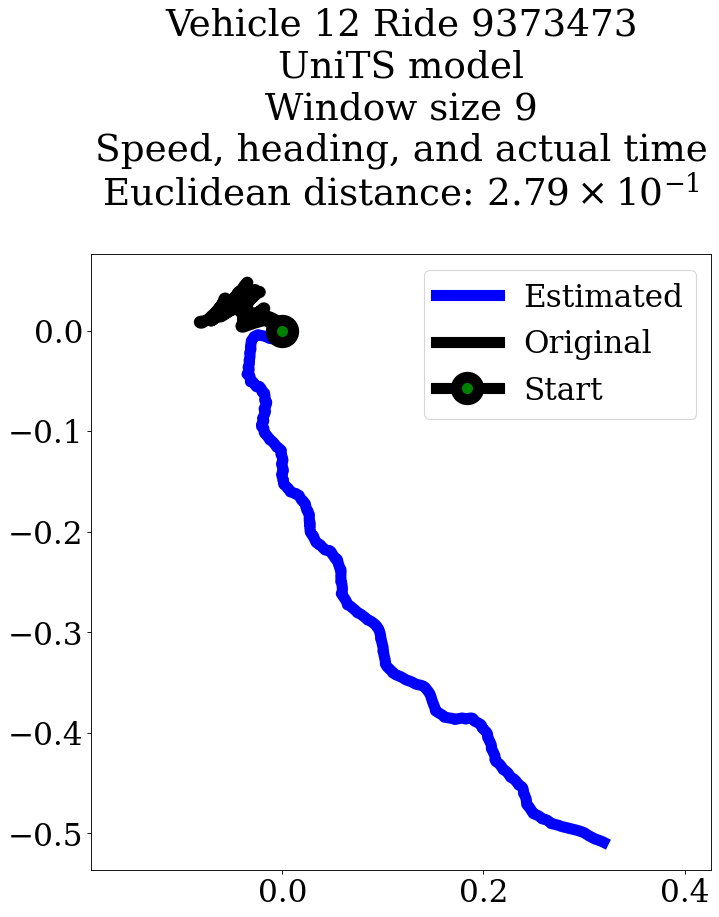 Vehicle 12 Ride 9373473
UniTS model
Window size 9
Speed, heading, and actual time
Euclidean distance: 2.79 × 10⁻¹
Estimated
Original
Start
0.0
−0.1
−0.2
−0.3
−0.4
−0.5
0.0 0.2 0.4